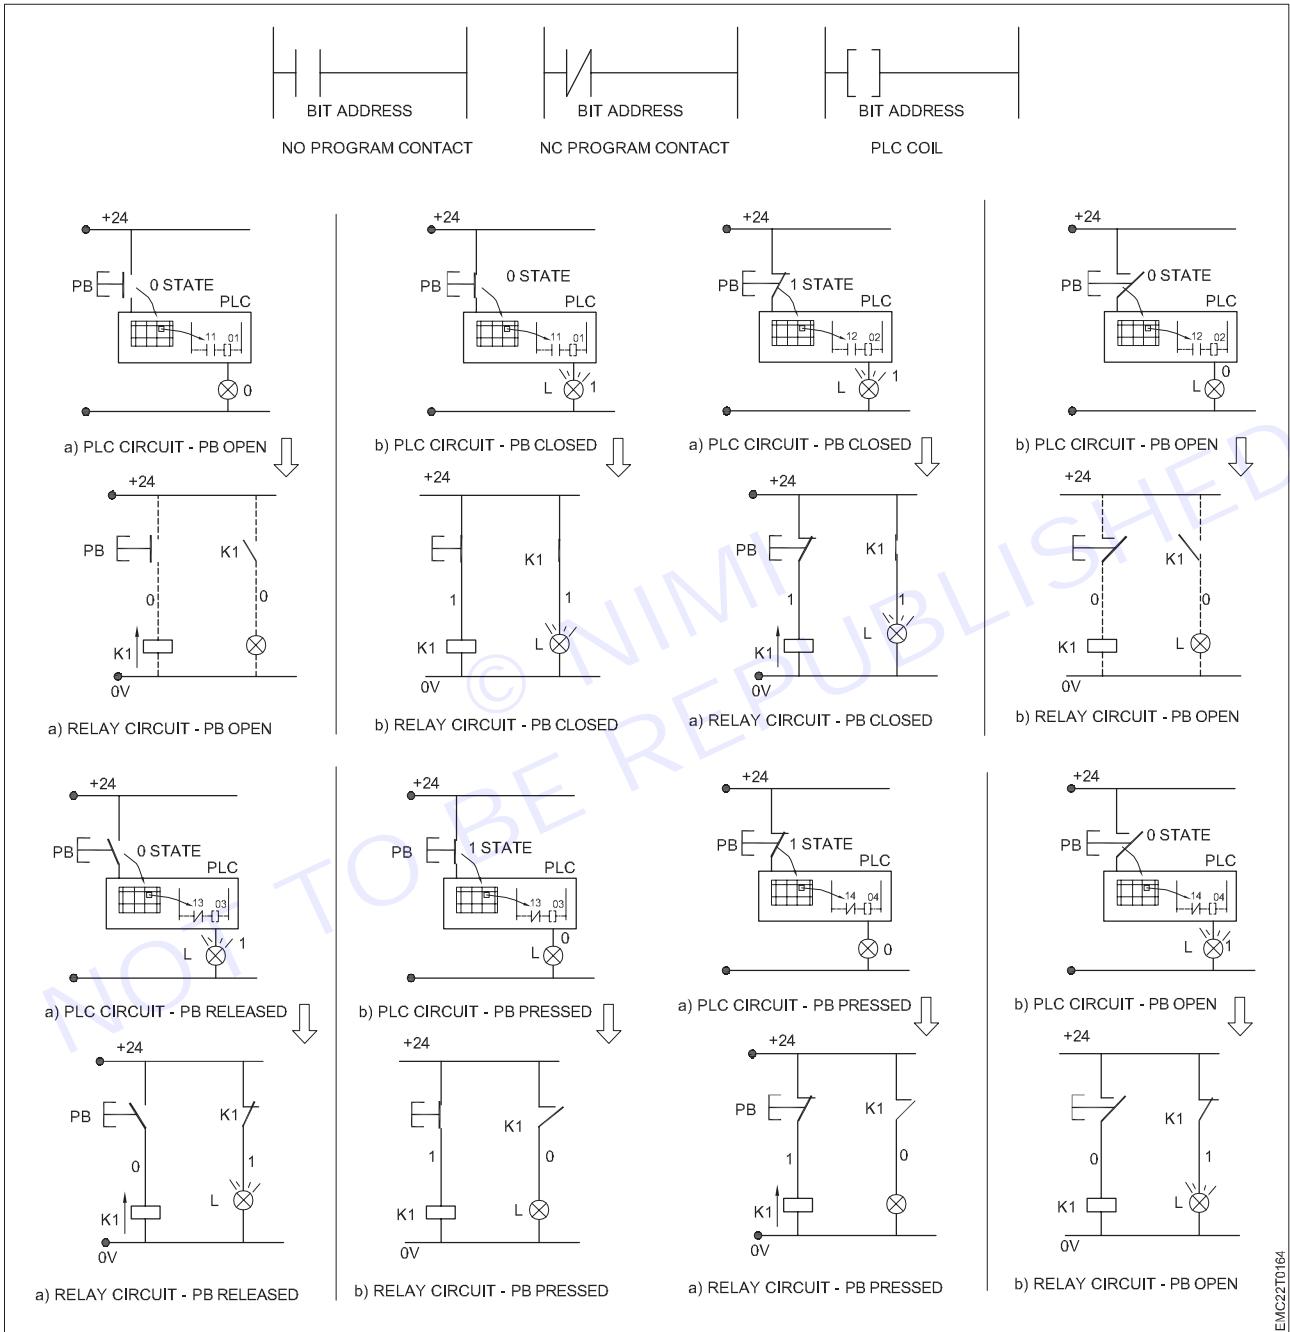 BIT ADDRESS
NO PROGRAM CONTACT
BIT ADDRESS
NC PROGRAM CONTACT
BIT ADDRESS
PLC COIL
+24
PB
0 STATE
PLC
11
01
0
a) PLC CIRCUIT - PB OPEN
+24
PB
0 STATE
PLC
11
01
L
1
b) PLC CIRCUIT - PB CLOSED
+24
PB
1 STATE
PLC
12
02
L
1
a) PLC CIRCUIT - PB CLOSED
+24
PB
0 STATE
PLC
12
02
0
L
b) PLC CIRCUIT - PB OPEN
+24
PB
K1
0
0
K1
0V
a) RELAY CIRCUIT - PB OPEN
+24
K1
1
1
K1
L
0V
b) RELAY CIRCUIT - PB CLOSED
+24
PB
K1
1
1
L
K1
0V
a) RELAY CIRCUIT - PB CLOSED
+24
K1
0
0
K1
L
0V
b) RELAY CIRCUIT - PB OPEN
+24
PB
0 STATE
PLC
13
03
1
L
a) PLC CIRCUIT - PB RELEASED
+24
PB
1 STATE
PLC
13
03
0
L
b) PLC CIRCUIT - PB PRESSED
+24
PB
1 STATE
PLC
14
04
0
a) PLC CIRCUIT - PB PRESSED
+24
PB
0 STATE
PLC
14
04
L
1
b) PLC CIRCUIT - PB OPEN
+24
PB
K1
0
1
L
K1
0V
a) RELAY CIRCUIT - PB RELEASED
+24
K1
1
0
K1
L
0V
b) RELAY CIRCUIT - PB PRESSED
+24
PB
K1
1
0
K1
0V
a) RELAY CIRCUIT - PB PRESSED
+24
K1
0
1
K1
L
0V
b) RELAY CIRCUIT - PB OPEN
EMC22T0164
© NIMI
NOT TO BE REPUBLISHED